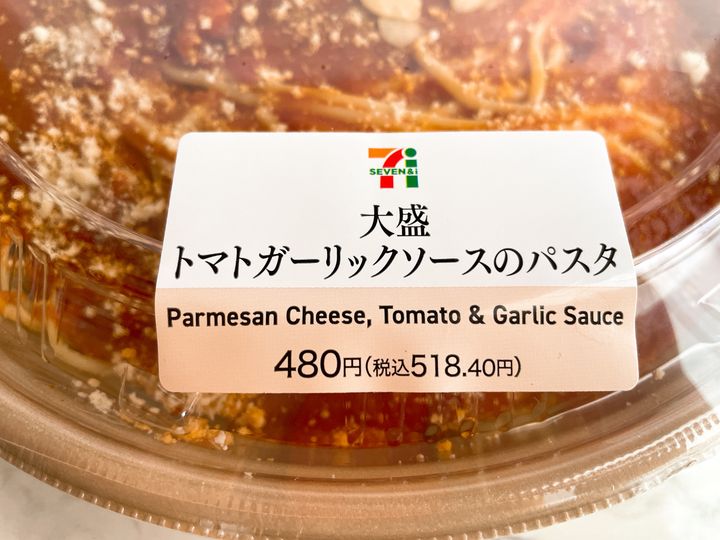 SEVEN&i
大盛
トマトガーリックソースのパスタ
Parmesan Cheese, Tomato & Garlic Sauce
480円(税込518.40円)